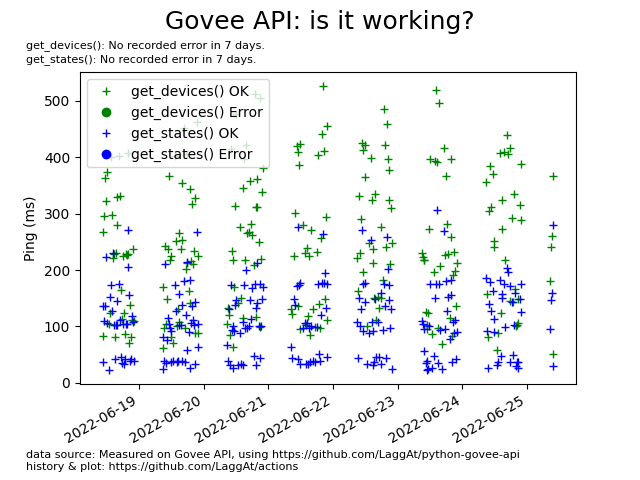 Govee API: is it working?
get_devices(): No recorded error in 7 days.
get_states(): No recorded error in 7 days.
get_devices() OK
get_devices() Error
get_states() OK
get_states() Error
Ping (ms)
500
400
300
200
100
0
2022-06-19
2022-06-20
2022-06-21
2022-06-22
2022-06-23
2022-06-24
2022-06-25
data source: Measured on Govee API, using https://github.com/LaggAt/python-govee-api
history & plot: https://github.com/LaggAt/actions